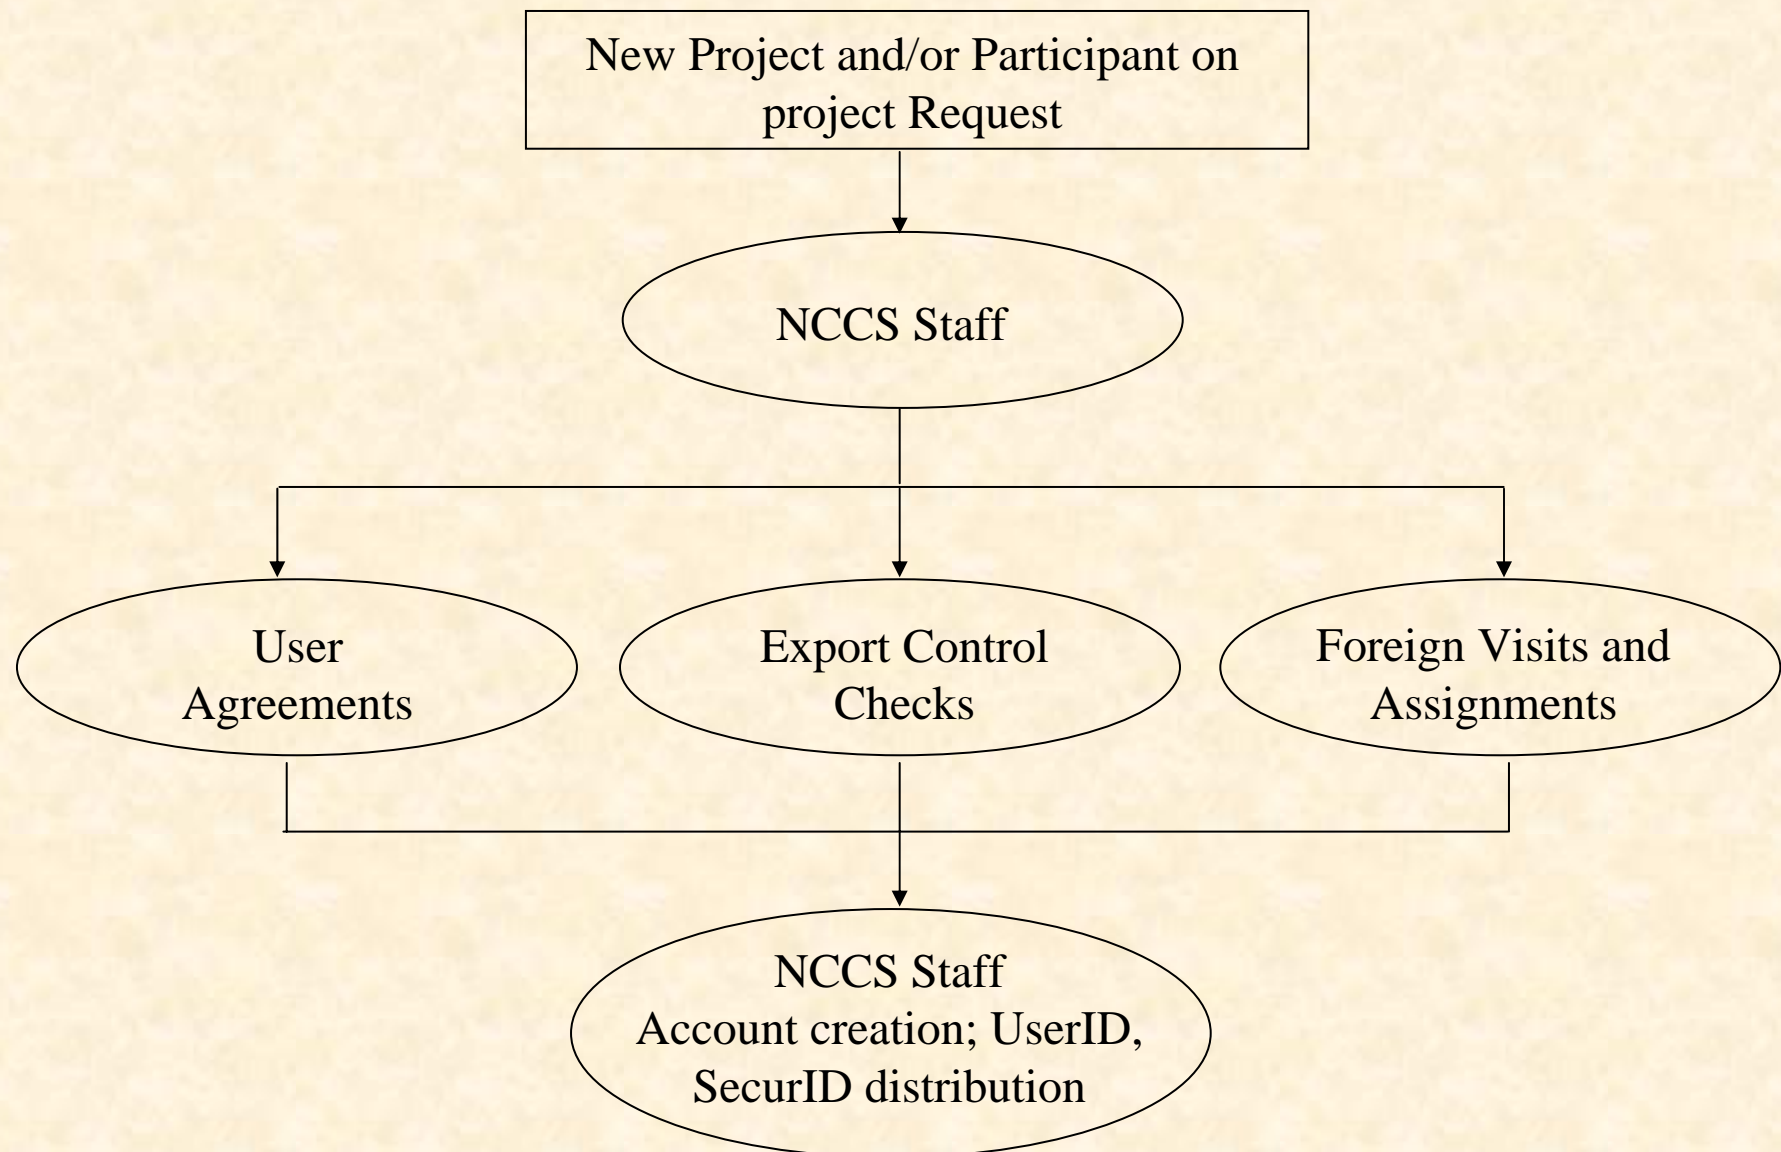 New Project and/or Participant on
project Request
NCCS Staff
User
Agreements
Export Control
Checks
Foreign Visits and
Assignments
NCCS Staff
Account creation; UserID,
SecurID distribution